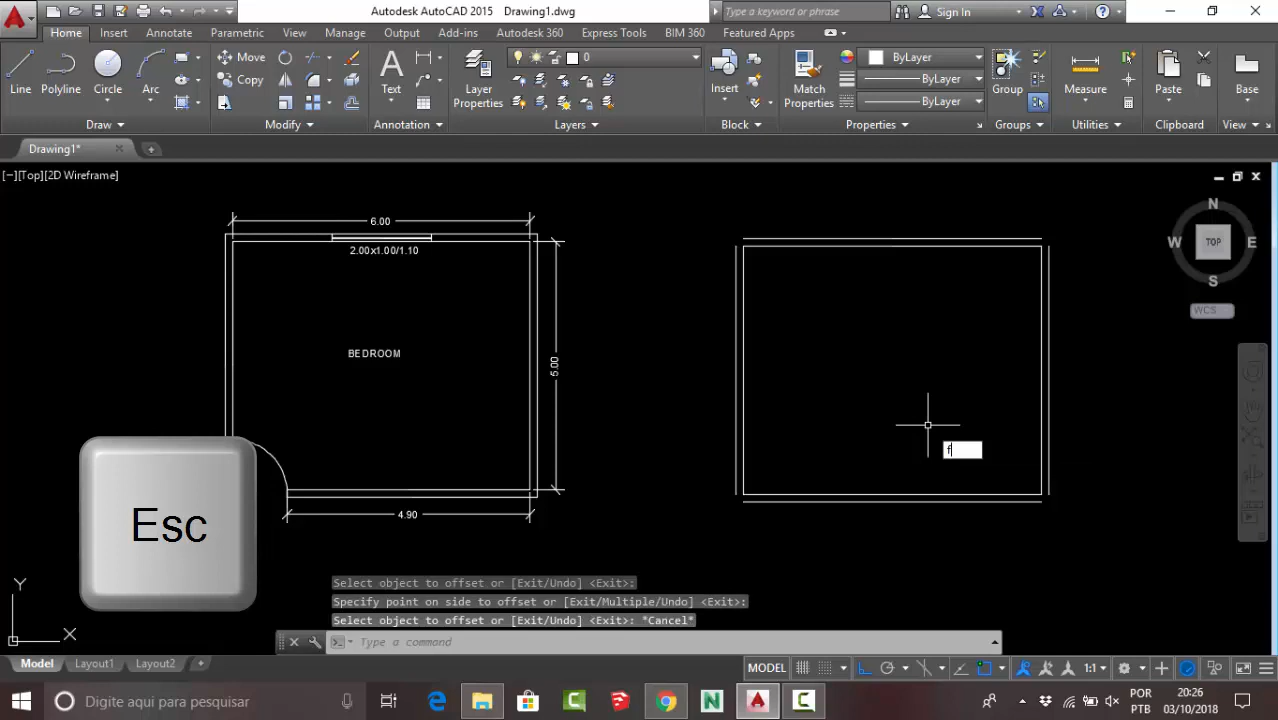 Autodesk AutoCAD 2015 Drawing1.dwg
Type a keyword or phrase
Sign In
Home Insert Annotate Parametric View Manage Output Add-ins Autodesk 360 Express Tools BIM 360 Featured Apps
Line Polyline Circle Arc
Move
Copy
Text
Layer Properties
0
Insert
Match Properties
ByLayer
ByLayer
ByLayer
Group
Measure
Paste
Base
Draw Modify Annotation Layers Block Properties Groups Utilities Clipboard View
Drawing1*
[−][Top][2D Wireframe]
6.00
2.00x1.00/1.10
BEDROOM
5.00
4.90
f
N
W TOP E
S
WCS
Esc
Y
X
Select object to offset or [Exit/Undo] <Exit>:
Specify point on side to offset or [Exit/Multiple/Undo] <Exit>:
Select object to offset or [Exit/Undo] <Exit>: *Cancel*
Type a command
Model Layout1 Layout2 +
MODEL 1:1
Digite aqui para pesquisar
POR
PTB
20:26
03/10/2018